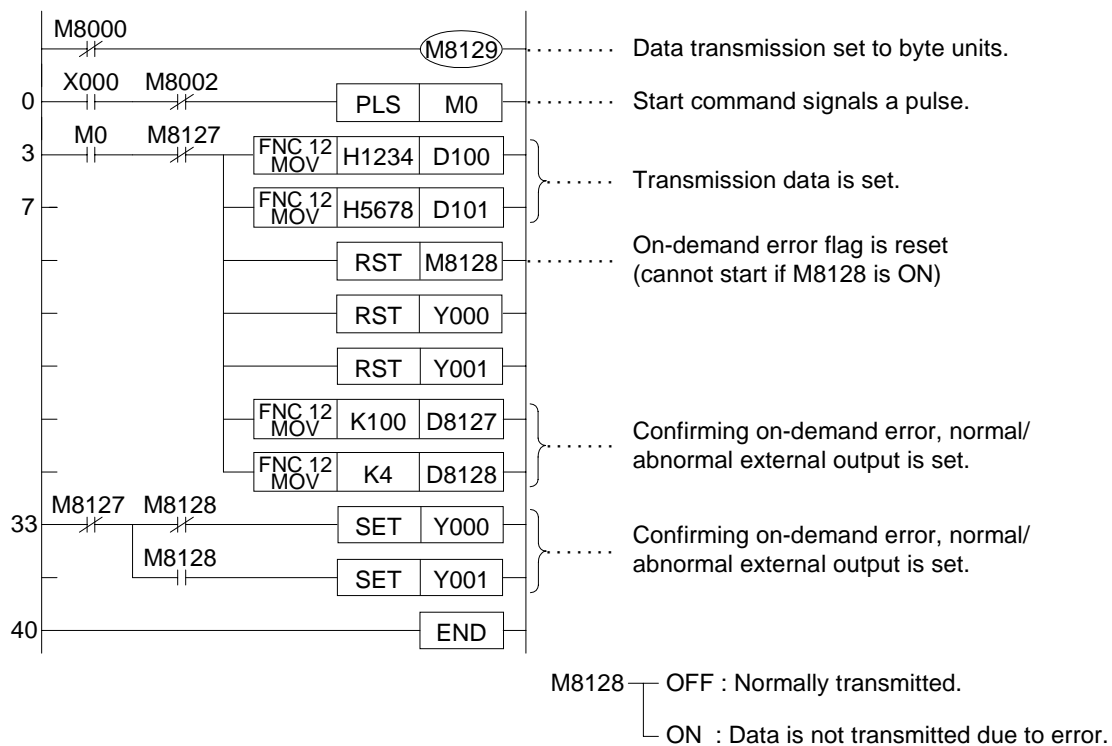 M8000
M8129 Data transmission set to byte units.
X000 M8002
0 PLS M0 Start command signals a pulse.
M0 M8127
3 FNC 12 MOV H1234 D100
Transmission data is set.
7 FNC 12 MOV H5678 D101
On-demand error flag is reset
RST M8128
(cannot start if M8128 is ON)
RST Y000
RST Y001
FNC 12 MOV K100 D8127
Confirming on-demand error, normal/
abnormal external output is set.
FNC 12 MOV K4 D8128
M8127 M8128
33 SET Y000
Confirming on-demand error, normal/
abnormal external output is set.
M8128
SET Y001
40 END
M8128 OFF : Normally transmitted.
ON : Data is not transmitted due to error.